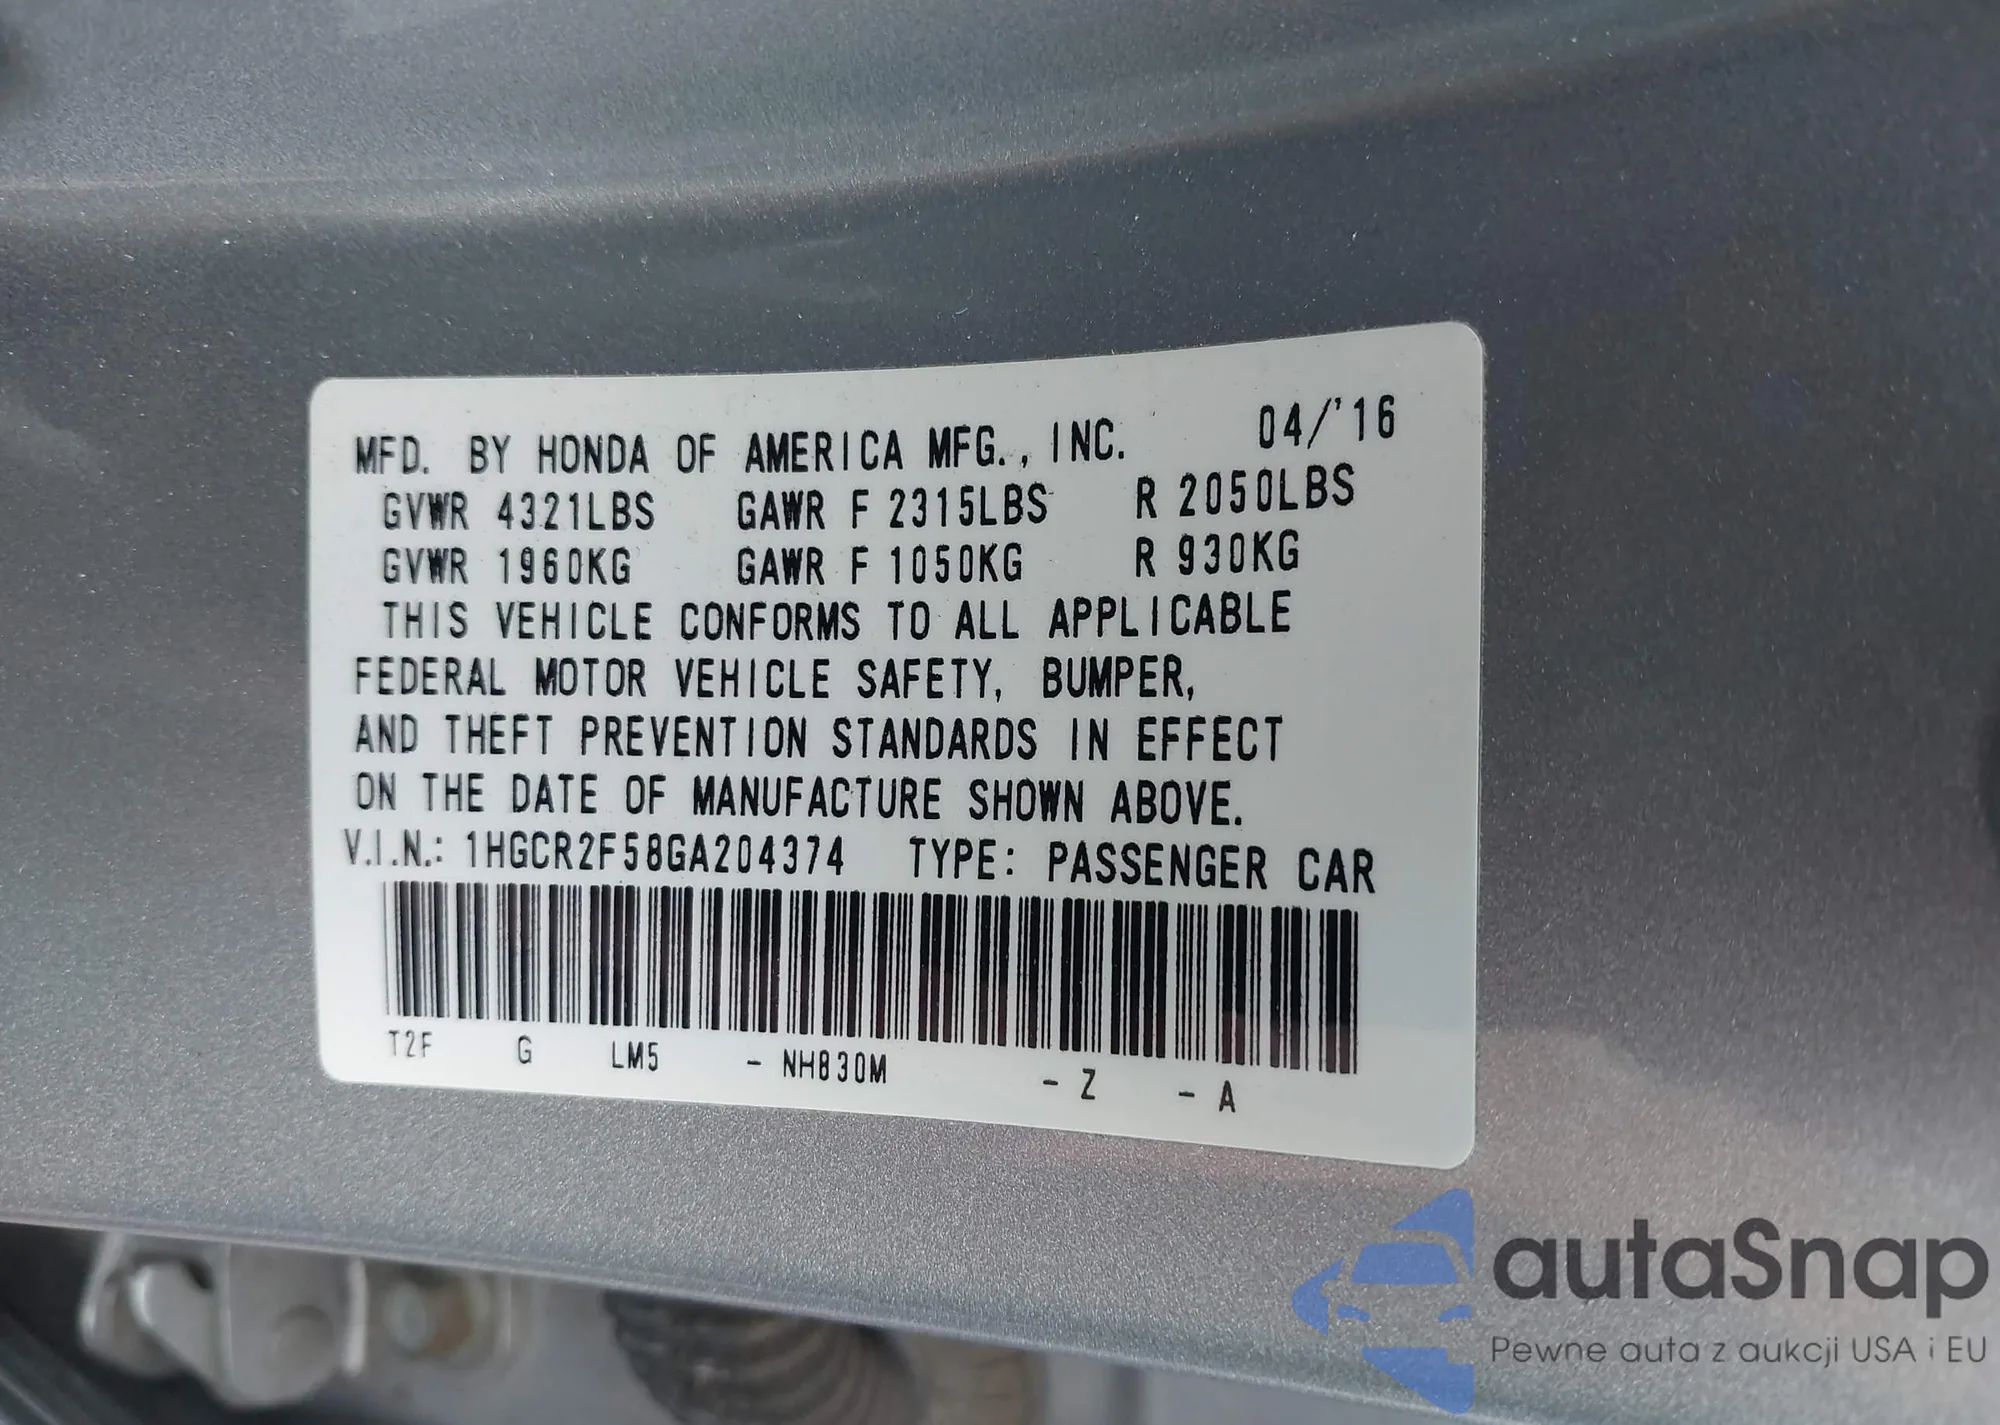 MFD. BY HONDA OF AMERICA MFG., INC. 04/'16
GVWR 4321LBS GAWR F 2315LBS R 2050LBS
GVWR 1960KG GAWR F 1050KG R 930KG
THIS VEHICLE CONFORMS TO ALL APPLICABLE
FEDERAL MOTOR VEHICLE SAFETY, BUMPER,
AND THEFT PREVENTION STANDARDS IN EFFECT
ON THE DATE OF MANUFACTURE SHOWN ABOVE.
V.I.N.: 1HGCR2F58GA204374 TYPE: PASSENGER CAR
T2F G LM5 - NH830M - Z - A
autaSnap
Pewne auta z aukcji USA i EU